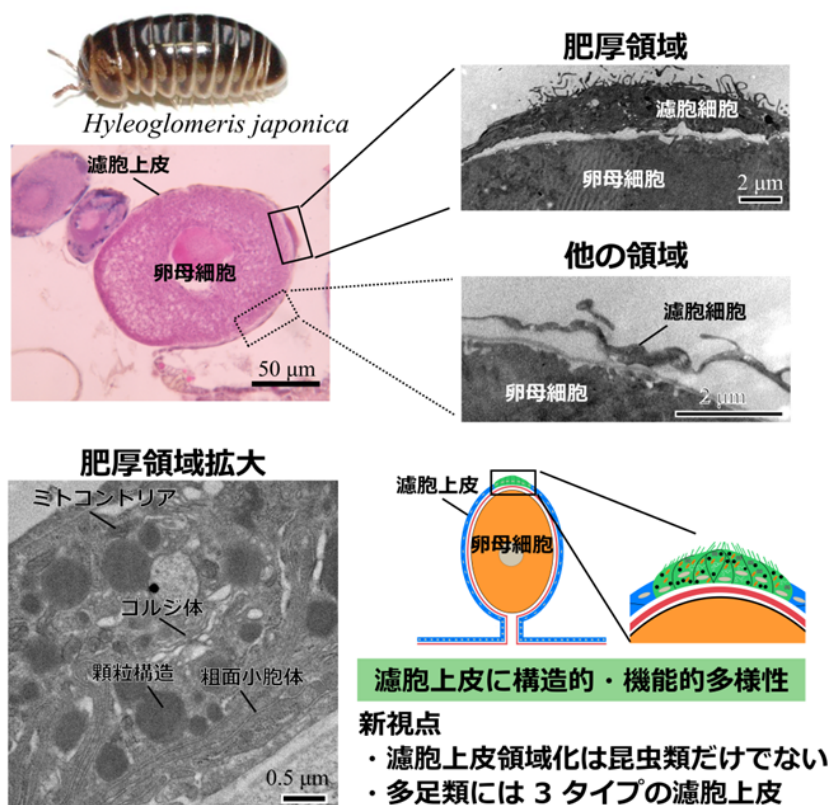 肥厚領域
濾胞細胞
卵母細胞
2 μm
Hyleoglomeris japonica
濾胞上皮
卵母細胞
50 μm
他の領域
濾胞細胞
卵母細胞
2 μm
肥厚領域拡大
ミトコントリア
ゴルジ体
顆粒構造
粗面小胞体
0.5 μm
濾胞上皮
卵母細胞
濾胞上皮に構造的・機能的多様性
新視点
・濾胞上皮領域化は昆虫類だけでない
・多足類には 3 タイプの濾胞上皮